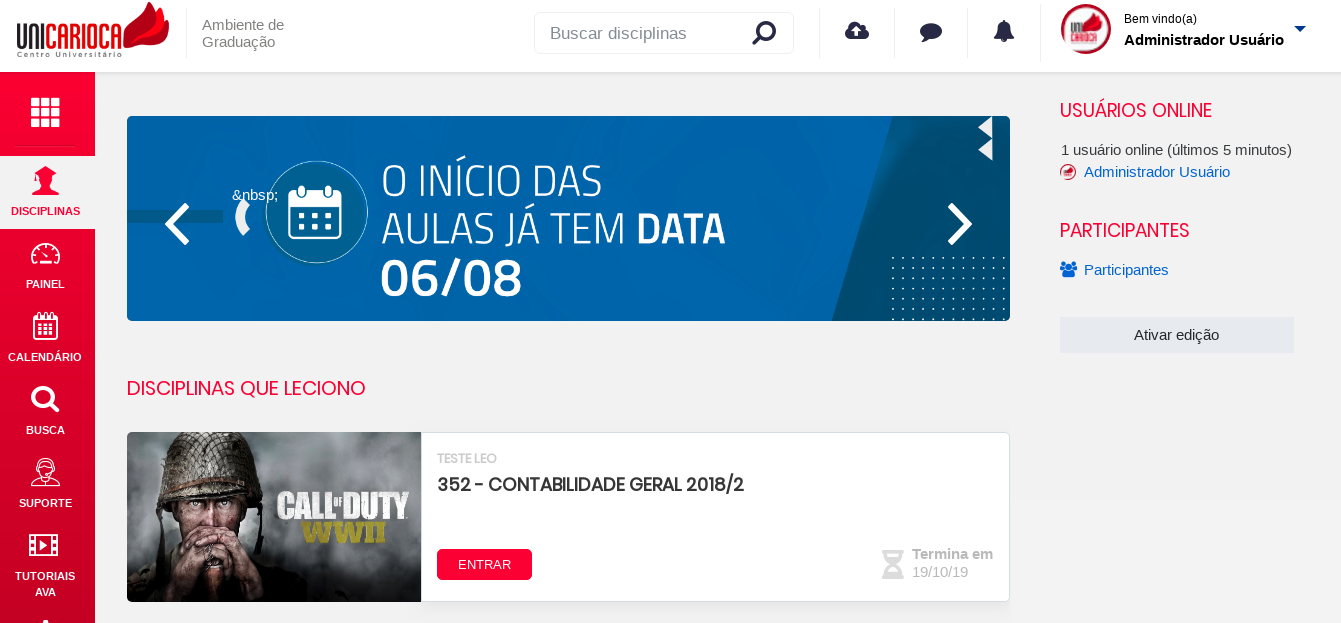 UNICARIOCA
Centro Universitário
Ambiente de
Graduação
Buscar disciplinas
Bem vindo(a)
Administrador Usuário
DISCIPLINAS
PAINEL
CALENDÁRIO
BUSCA
SUPORTE
TUTORIAIS
AVA
&nbsp;
O INÍCIO DAS
AULAS JÁ TEM DATA
06/08
DISCIPLINAS QUE LECIONO
CALL OF DUTY
WWII
TESTE LEO
352 - CONTABILIDADE GERAL 2018/2
ENTRAR
Termina em
19/10/19
USUÁRIOS ONLINE
1 usuário online (últimos 5 minutos)
Administrador Usuário
PARTICIPANTES
Participantes
Ativar edição